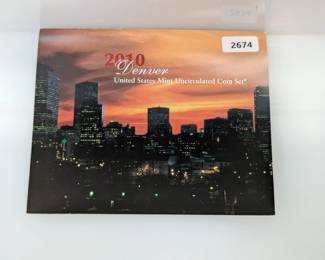 2674
2010
Denver
United States Mint Uncirculated Coin Set®